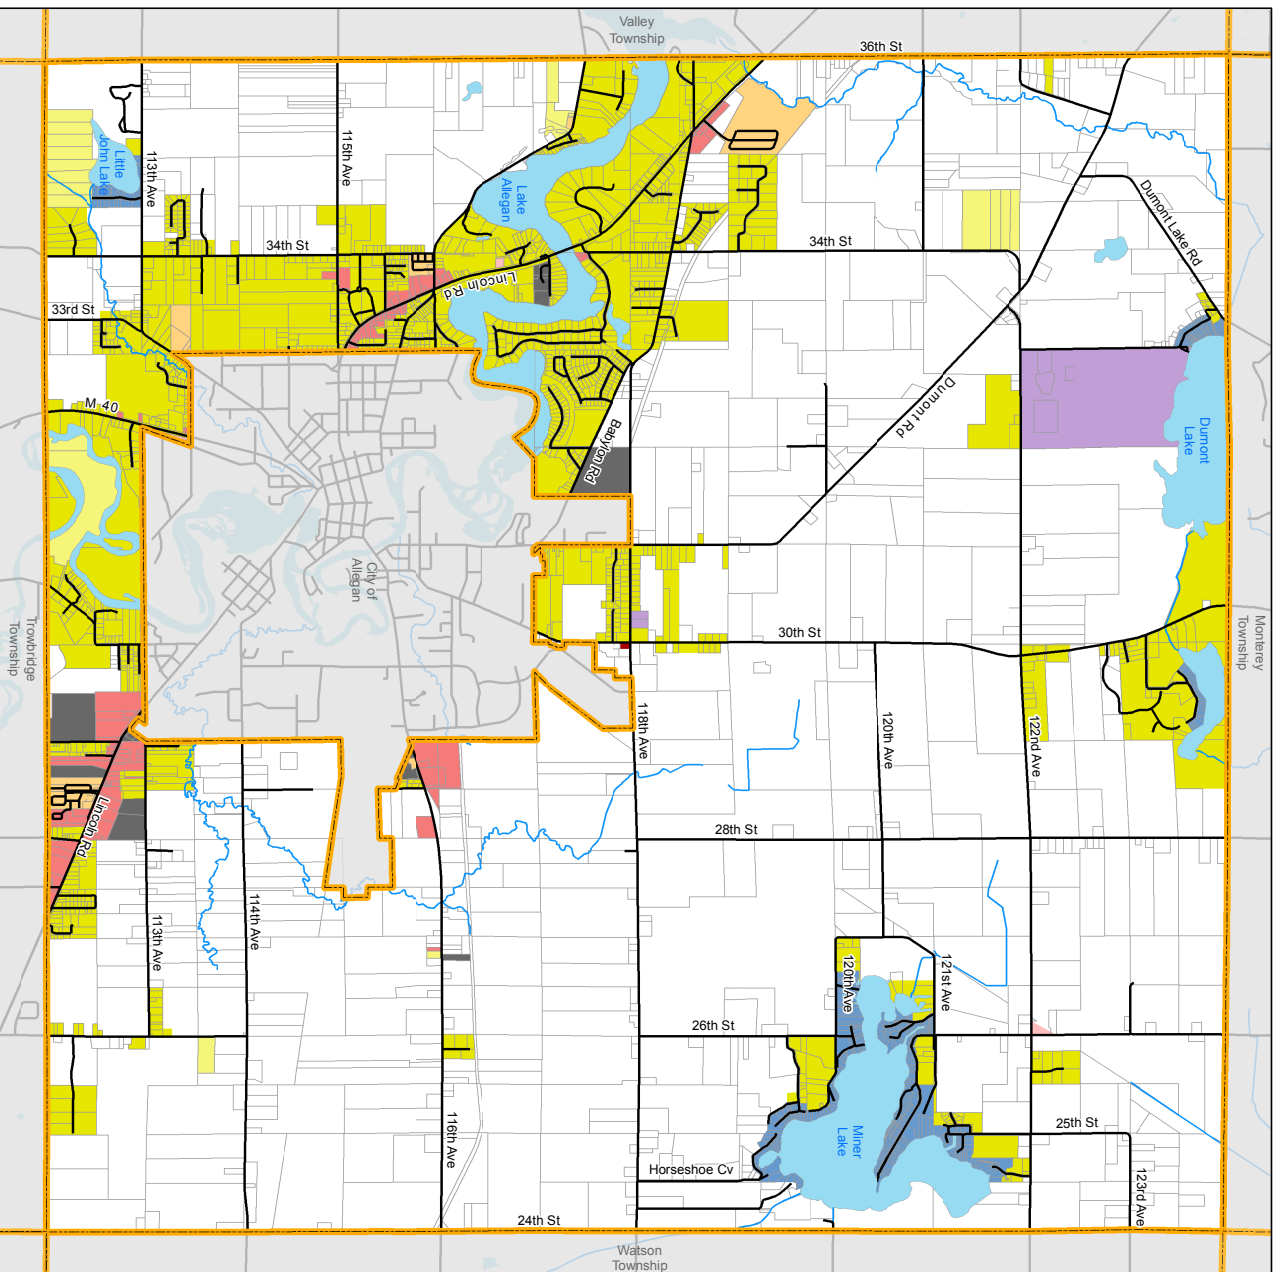 Valley
Township
36th St
Little
John Lake
113th Ave
115th Ave
Lake
Allegan
Dumont Lake Rd
34th St
34th St
Lincoln Rd
33rd St
M 40
Dumont Rd
Babylon Rd
Dumont
Lake
City of
Allegan
Trowbridge
Township
30th St
Monterey
Township
118th Ave
120th Ave
122nd Ave
Lincoln Rd
28th St
113th Ave
114th Ave
120th Ave
121st Ave
26th St
116th Ave
Miner
Lake
25th St
Horseshoe Cv
123rd Ave
24th St
Watson
Township